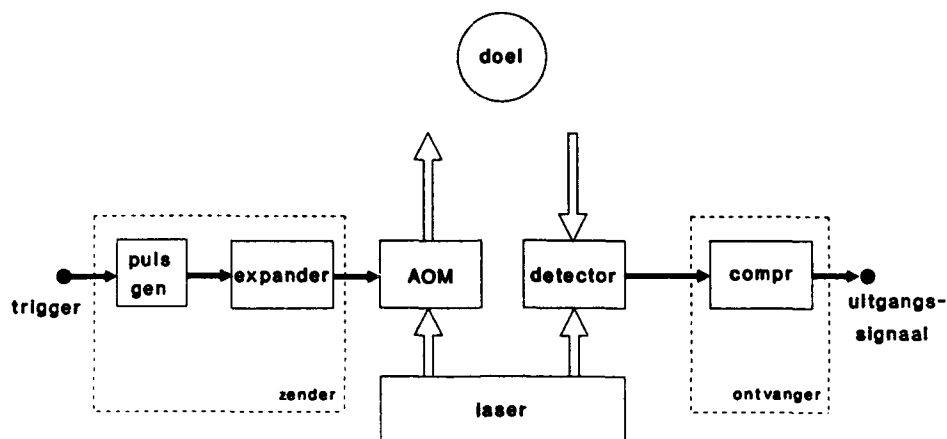 doel
puls
gen
expander
AOM
detector
compr
trigger
uitgangs-
signaal
zender
laser
ontvanger